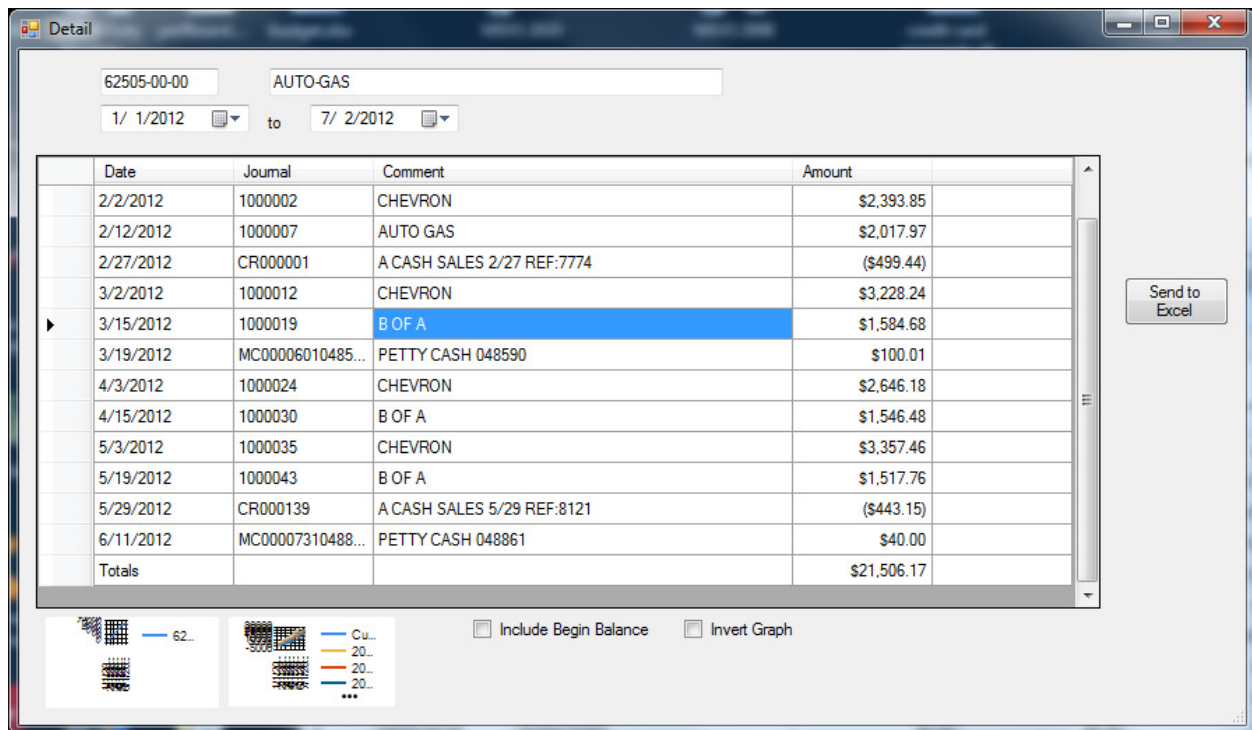 Detail
62505-00-00 AUTO-GAS
1/ 1/2012 to 7/ 2/2012
Date Journal Comment Amount
2/2/2012 1000002 CHEVRON $2,393.85
2/12/2012 1000007 AUTO GAS $2,017.97
2/27/2012 CR000001 A CASH SALES 2/27 REF:7774 ($499.44)
3/2/2012 1000012 CHEVRON $3,228.24
3/15/2012 1000019 B OF A $1,584.68
3/19/2012 MC00006010485... PETTY CASH 048590 $100.01
4/3/2012 1000024 CHEVRON $2,646.18
4/15/2012 1000030 B OF A $1,546.48
5/3/2012 1000035 CHEVRON $3,357.46
5/19/2012 1000043 B OF A $1,517.76
5/29/2012 CR000139 A CASH SALES 5/29 REF:8121 ($443.15)
6/11/2012 MC00007310488... PETTY CASH 048861 $40.00
Totals $21,506.17
Send to
Excel
62...
Cu...
20...
20...
20...
Include Begin Balance Invert Graph